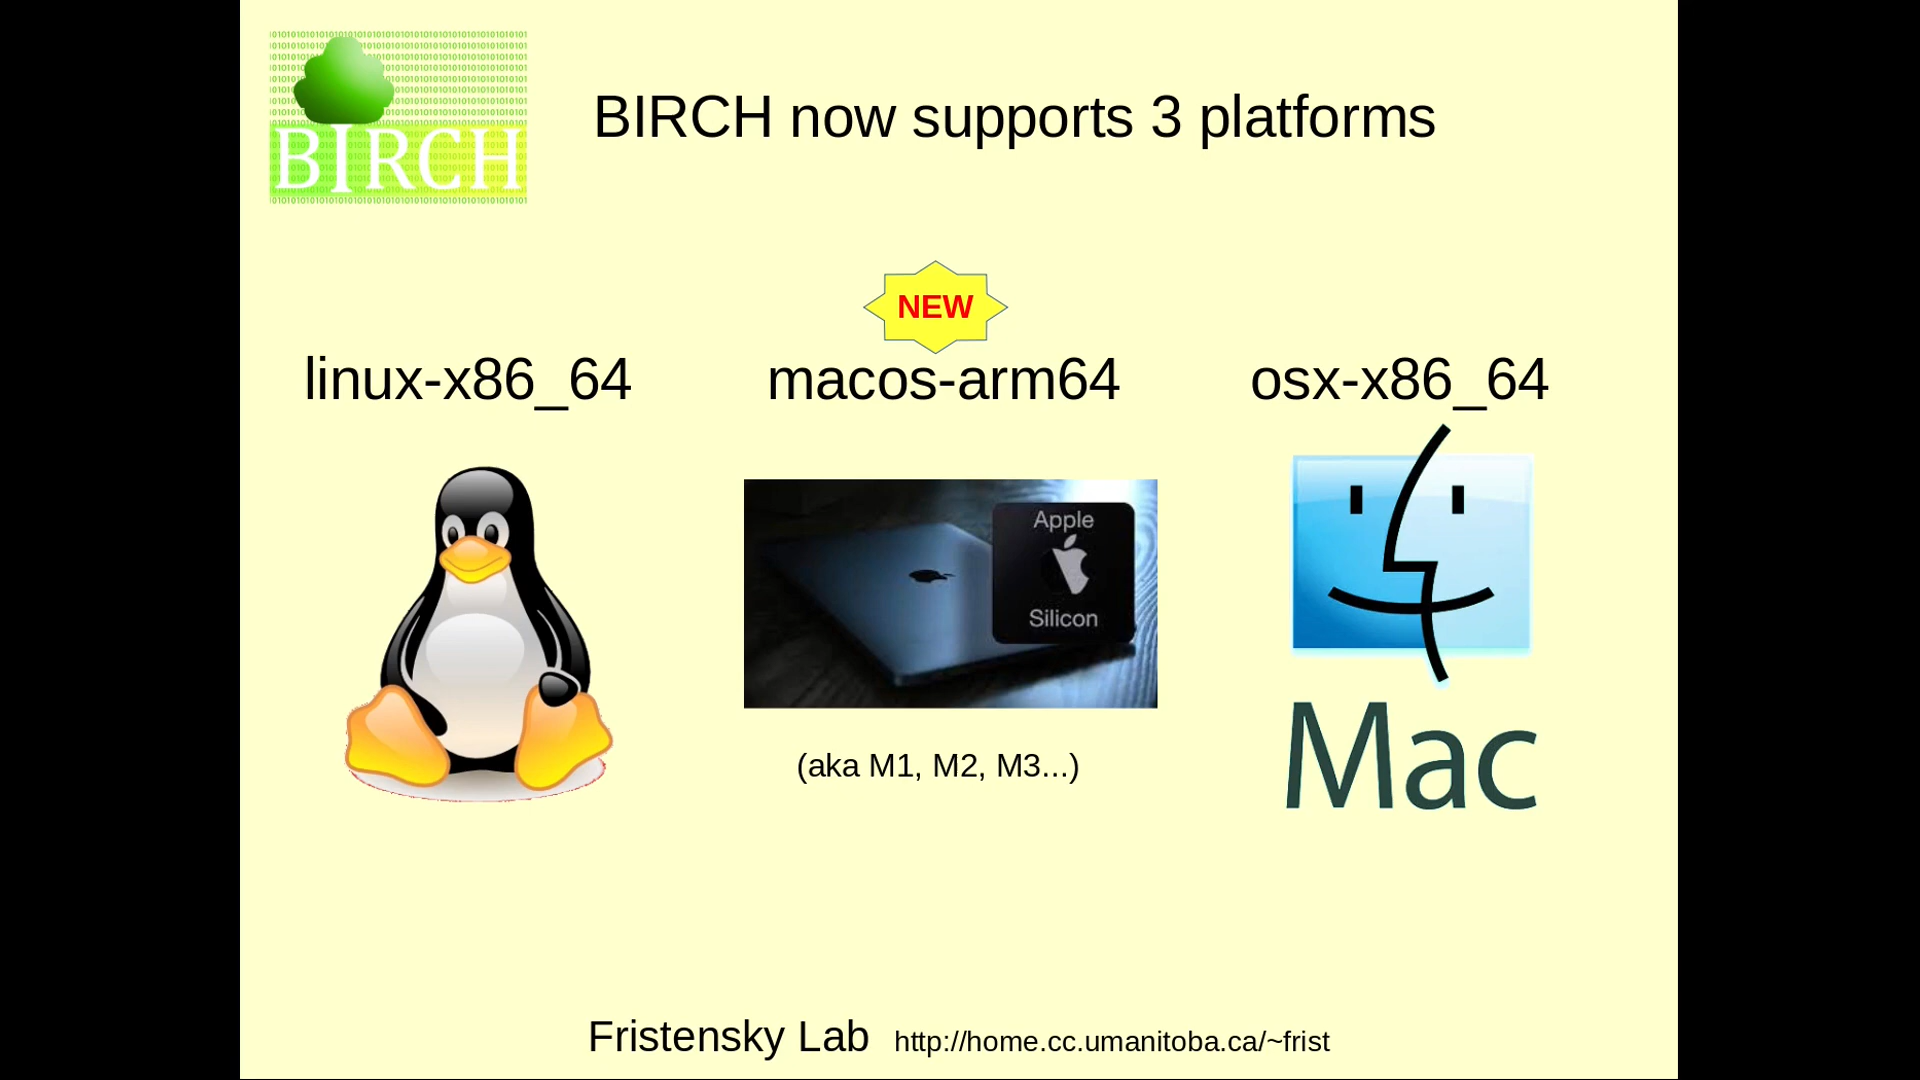 BIRCH
BIRCH now supports 3 platforms
NEW
linux-x86_64
macos-arm64
osx-x86_64
Apple
Silicon
(aka M1, M2, M3...)
Mac
Fristensky Lab http://home.cc.umanitoba.ca/~frist